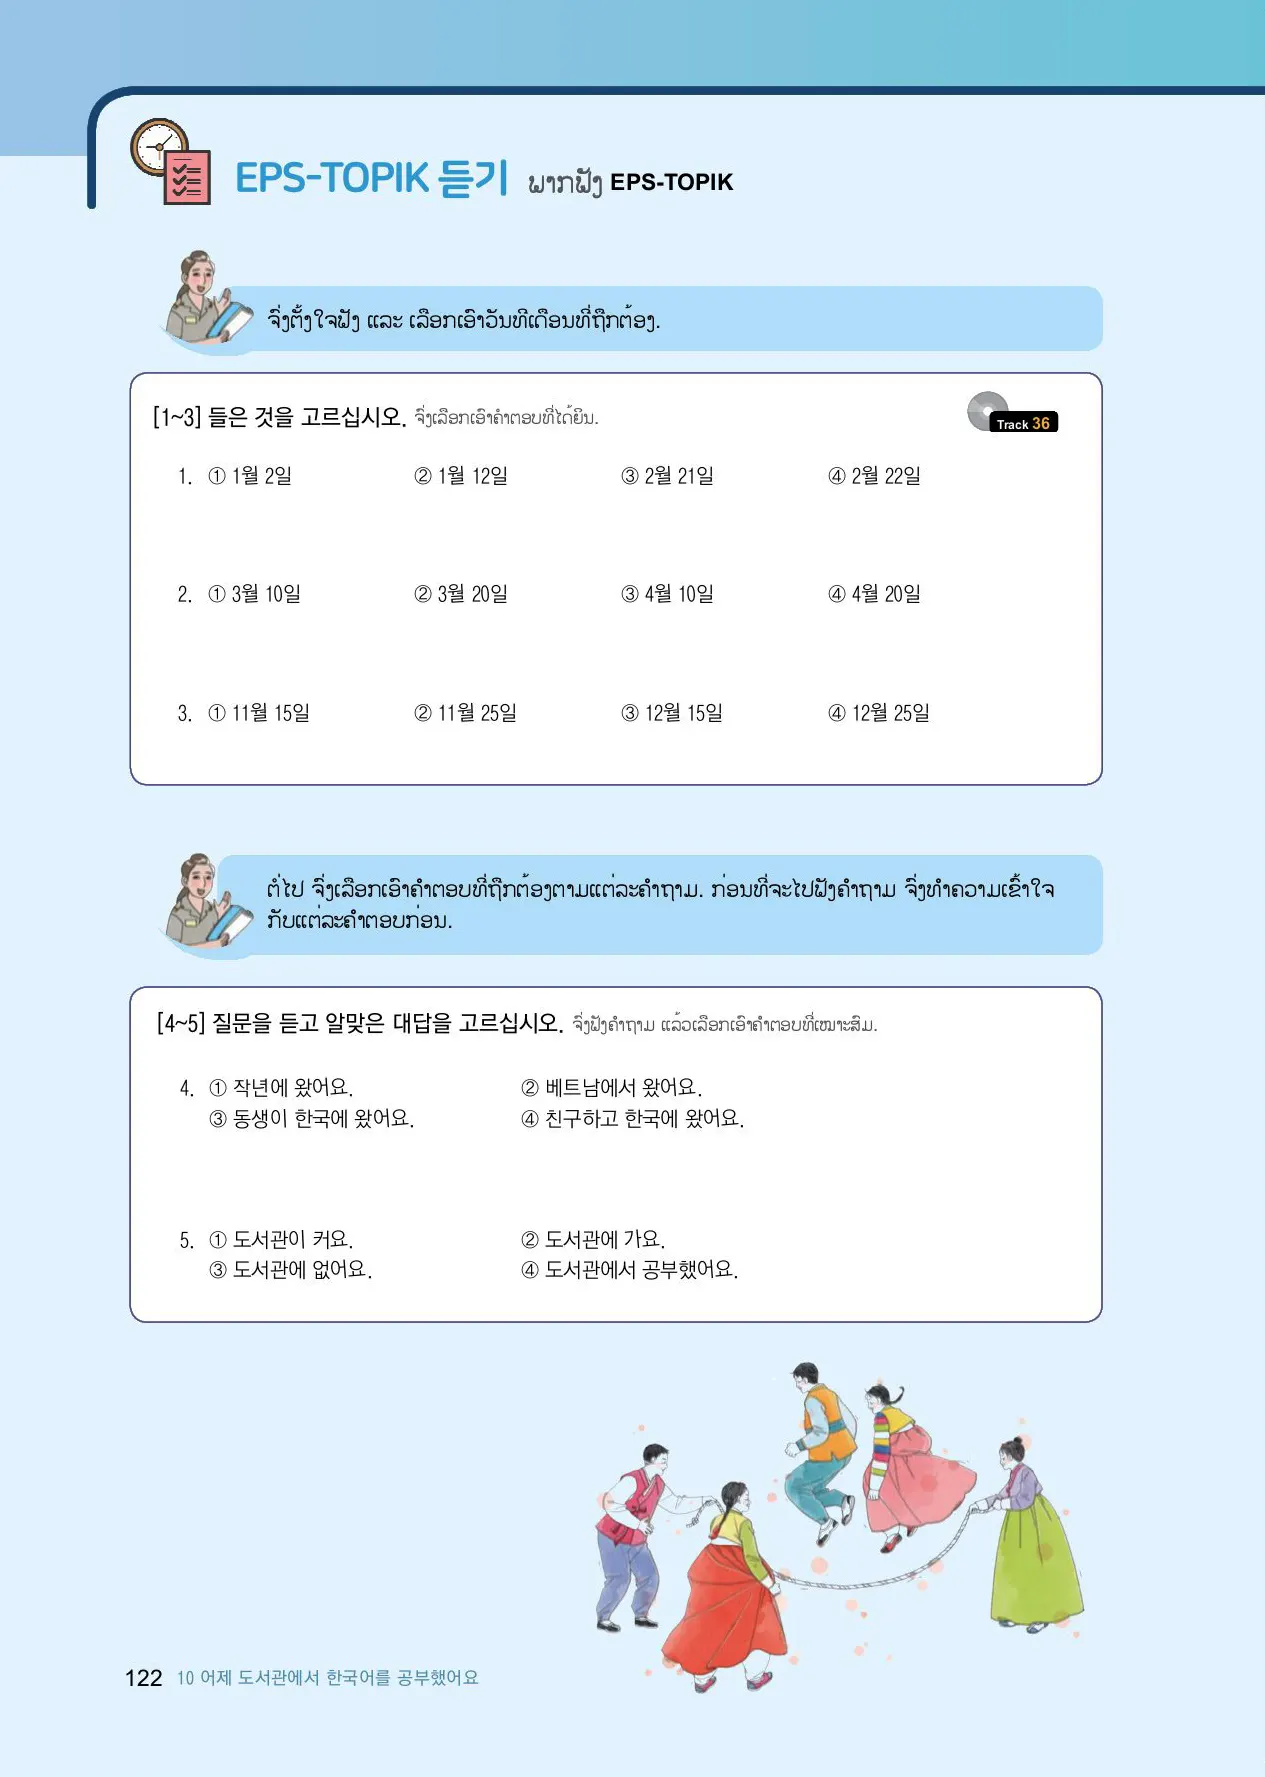 EPS-TOPIK 듣기 ພາກຟັງ EPS-TOPIK
ຈົ່ງຕັ້ງໃຈຟັງ ແລະ ເລືອກເອົາວັນທີເດືອນທີ່ຖືກຕ້ອງ.
[1~3] 들은 것을 고르십시오. ຈົ່ງເລືອກເອົາຄຳຕອບທີ່ໄດ້ຍິນ.
Track 36
1. ① 1월 2일 ② 1월 12일 ③ 2월 21일 ④ 2월 22일
2. ① 3월 10일 ② 3월 20일 ③ 4월 10일 ④ 4월 20일
3. ① 11월 15일 ② 11월 25일 ③ 12월 15일 ④ 12월 25일
ຕໍ່ໄປ ຈົ່ງເລືອກເອົາຄຳຕອບທີ່ຖືກຕ້ອງຕາມແຕ່ລະຄຳຖາມ. ກ່ອນທີ່ຈະໄປຟັງຄຳຖາມ ຈົ່ງທຳຄວາມເຂົ້າໃຈ
ກັບແຕ່ລະຄຳຕອບກ່ອນ.
[4~5] 질문을 듣고 알맞은 대답을 고르십시오. ຈົ່ງຟັງຄຳຖາມ ແລ້ວເລືອກເອົາຄຳຕອບທີ່ເໝາະສົມ.
4. ① 작년에 왔어요. ② 베트남에서 왔어요.
③ 동생이 한국에 왔어요. ④ 친구하고 한국에 왔어요.
5. ① 도서관이 커요. ② 도서관에 가요.
③ 도서관에 없어요. ④ 도서관에서 공부했어요.
122 10 어제 도서관에서 한국어를 공부했어요